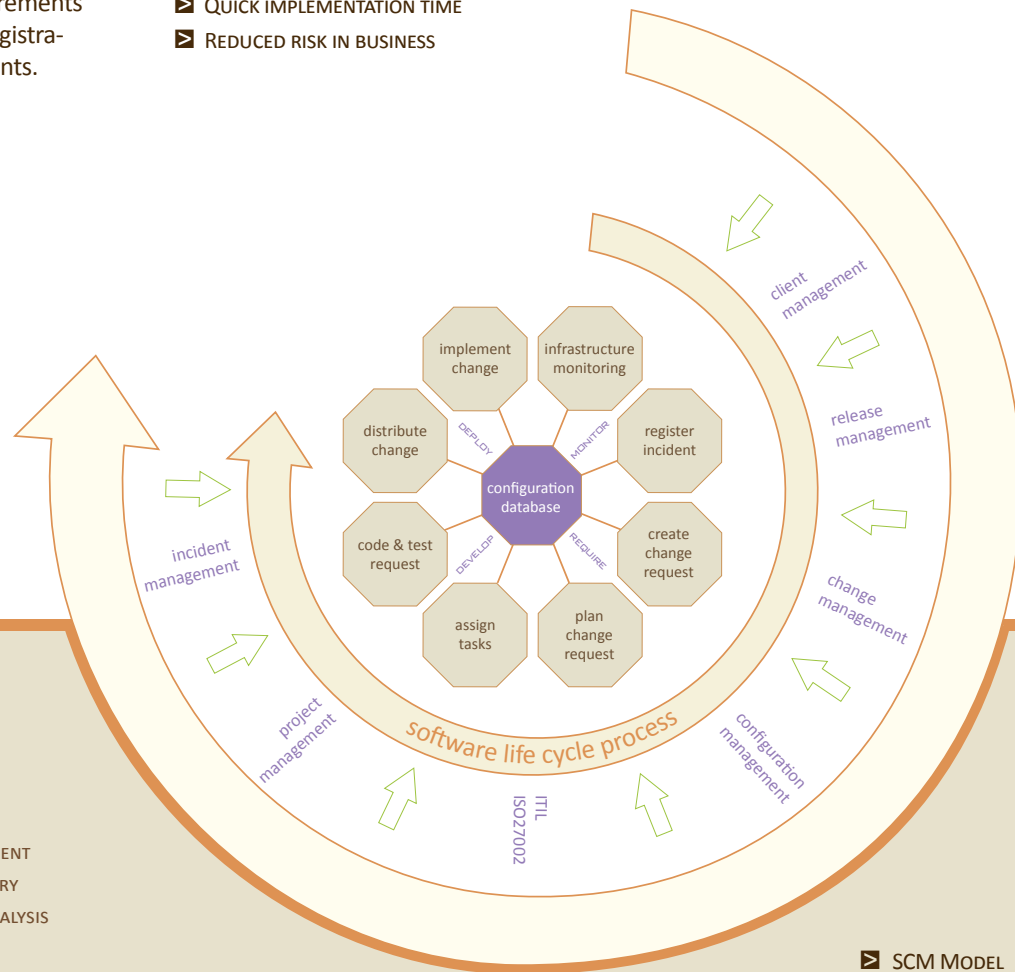 rements
gistra-
nts.
QUICK IMPLEMENTATION TIME
REDUCED RISK IN BUSINESS
implement
change
infrastructure
monitoring
distribute
change
DEPLOY
MONITOR
register
incident
configuration
database
code & test
request
DEVELOP
REQUIRE
create
change
request
assign
tasks
plan
change
request
software life cycle process
client
management
release
management
change
management
configuration
management
ITIL
ISO27002
project
management
incident
management
ENT
RY
ALYSIS
SCM MODEL